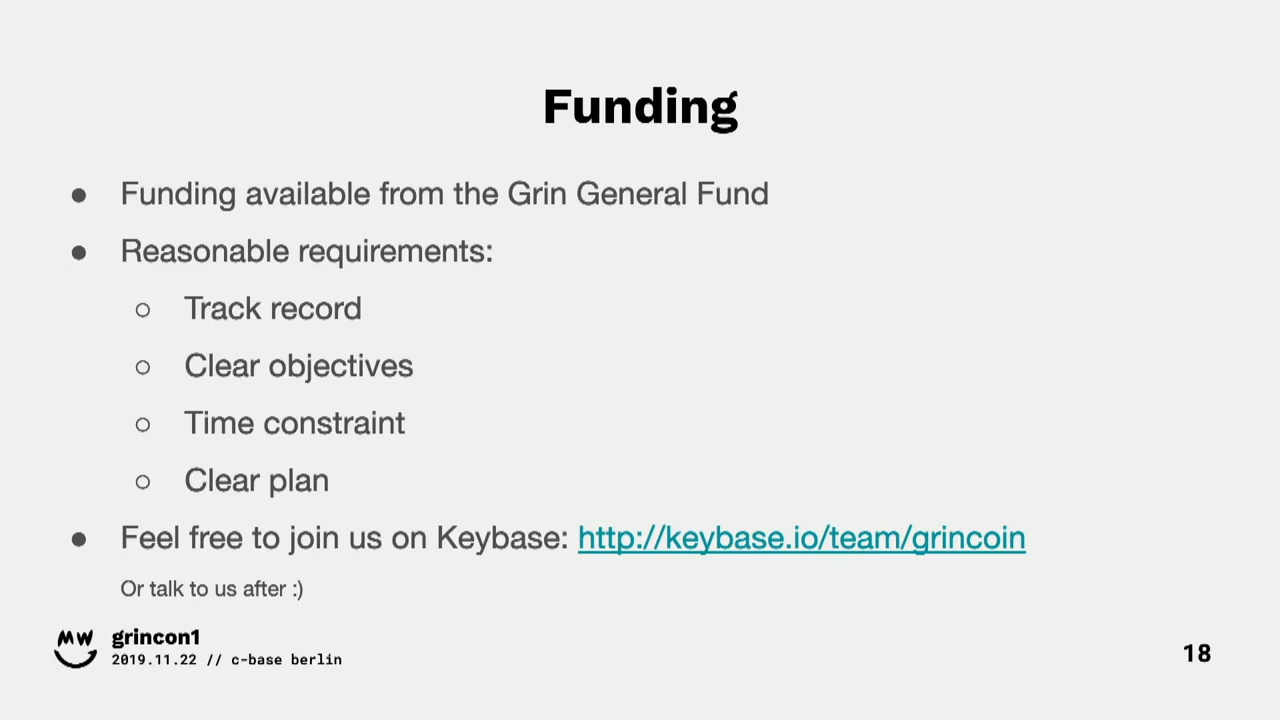 Funding
● Funding available from the Grin General Fund
● Reasonable requirements:
○ Track record
○ Clear objectives
○ Time constraint
○ Clear plan
● Feel free to join us on Keybase: http://keybase.io/team/grincoin
Or talk to us after :)
MW
grincon1
2019.11.22 // c-base berlin
18